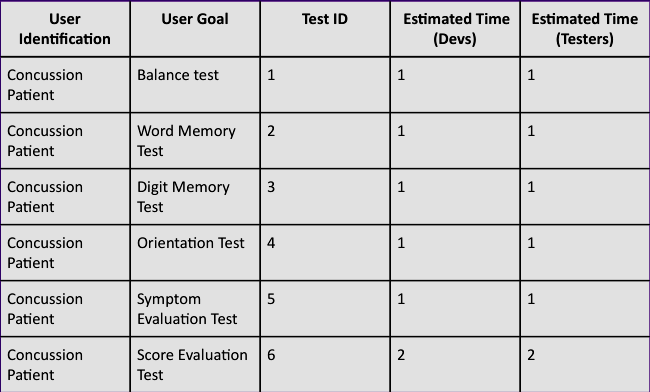 User Identification User Goal Test ID Estimated Time (Devs) Estimated Time (Testers)
Concussion Patient Balance test 1 1 1
Concussion Patient Word Memory Test 2 1 1
Concussion Patient Digit Memory Test 3 1 1
Concussion Patient Orientation Test 4 1 1
Concussion Patient Symptom Evaluation Test 5 1 1
Concussion Patient Score Evaluation Test 6 2 2